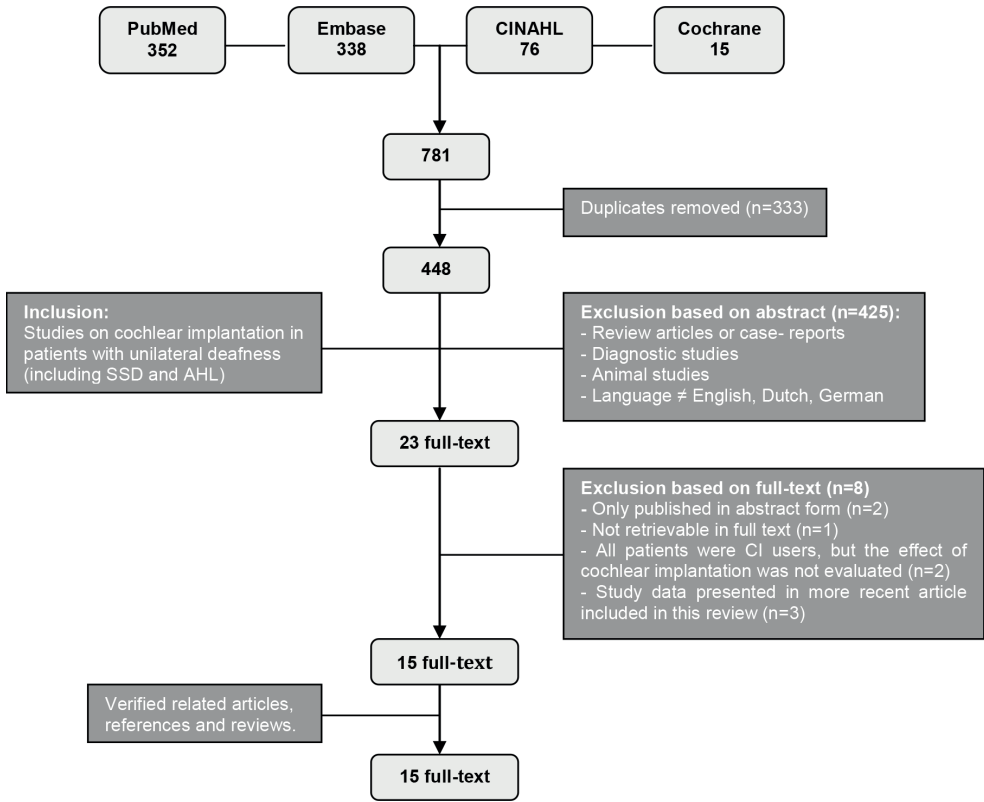 PubMed
352
Embase
338
CINAHL
76
Cochrane
15
781
Duplicates removed (n=333)
448
Inclusion:
Studies on cochlear implantation in
patients with unilateral deafness
(including SSD and AHL)
Exclusion based on abstract (n=425):
- Review articles or case- reports
- Diagnostic studies
- Animal studies
- Language ≠ English, Dutch, German
23 full-text
Exclusion based on full-text (n=8)
- Only published in abstract form (n=2)
- Not retrievable in full text (n=1)
- All patients were CI users, but the effect of
cochlear implantation was not evaluated (n=2)
- Study data presented in more recent article
included in this review (n=3)
15 full-text
Verified related articles,
references and reviews.
15 full-text